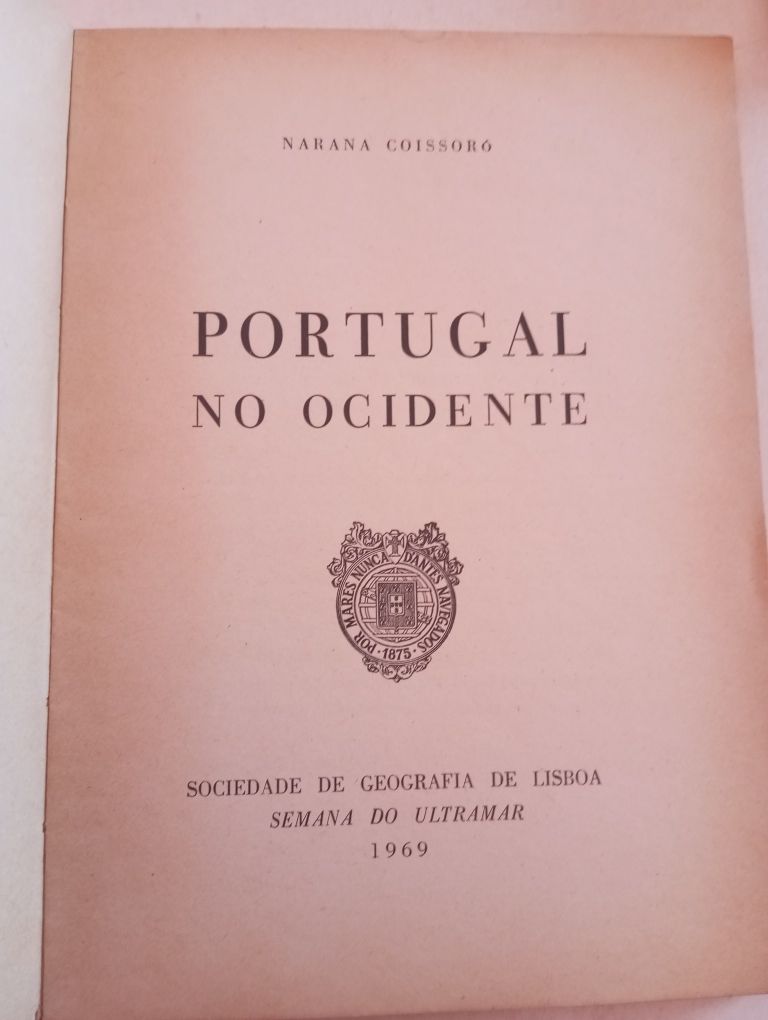 NARANA COISSORÓ
PORTUGAL
NO OCIDENTE
POR MARES NUNCA DANTES NAVEGADOS
· 1875 ·
SOCIEDADE DE GEOGRAFIA DE LISBOA
SEMANA DO ULTRAMAR
1969